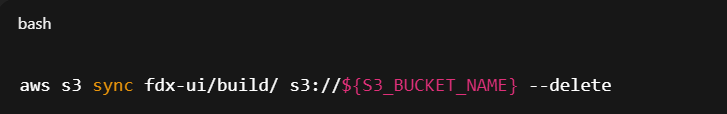 bash
aws s3 sync fdx-ui/build/ s3://${S3_BUCKET_NAME} --delete